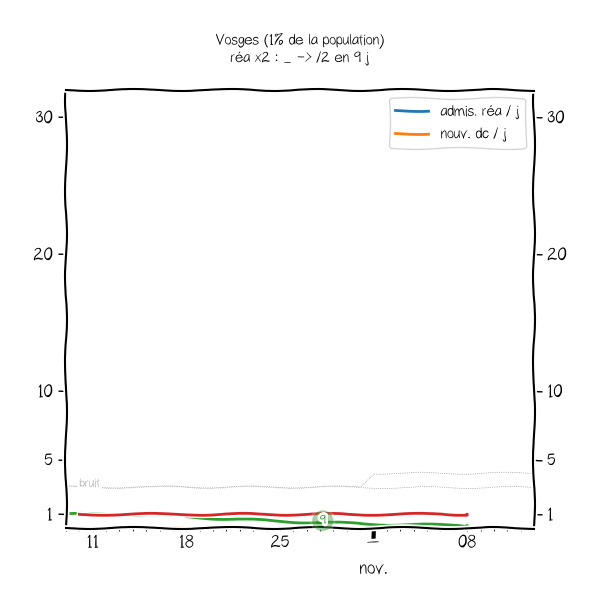 Vosges (1% de la population)
réa x2 : _ -> /2 en 9 j
admis. réa / j
nouv. dc / j
30
30
20
20
10
10
5
5
bruit
1
9
1
11
18
25
1
08
nov.